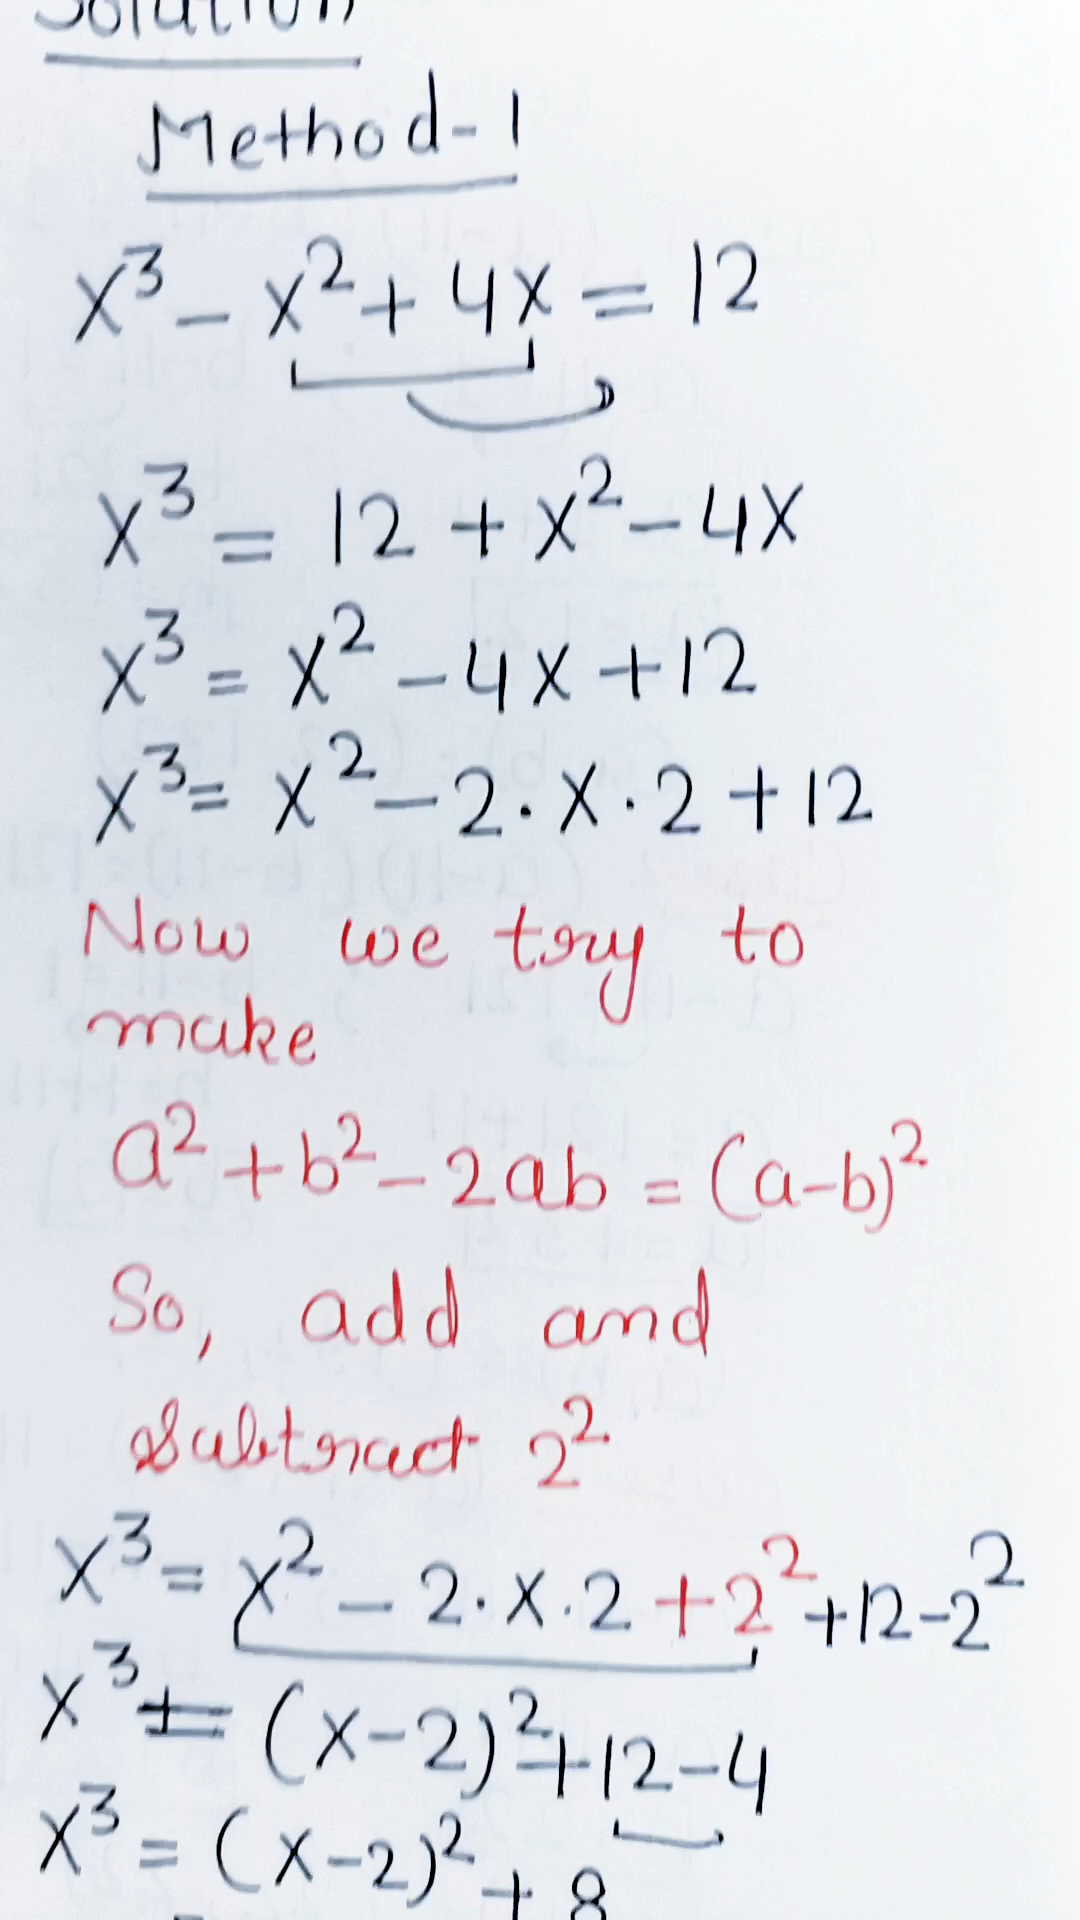 Solution
Method-1
x³ - x² + 4x = 12
x³ = 12 + x² - 4x
x³ = x² - 4x + 12
x³ = x² - 2·x·2 + 12
Now we try to
make
a² + b² - 2ab = (a-b)²
So, add and
subtract 2²
x³ = x² - 2·x·2 + 2² + 12 - 2²
x³ = (x-2)² + 12 - 4
x³ = (x-2)² + 8